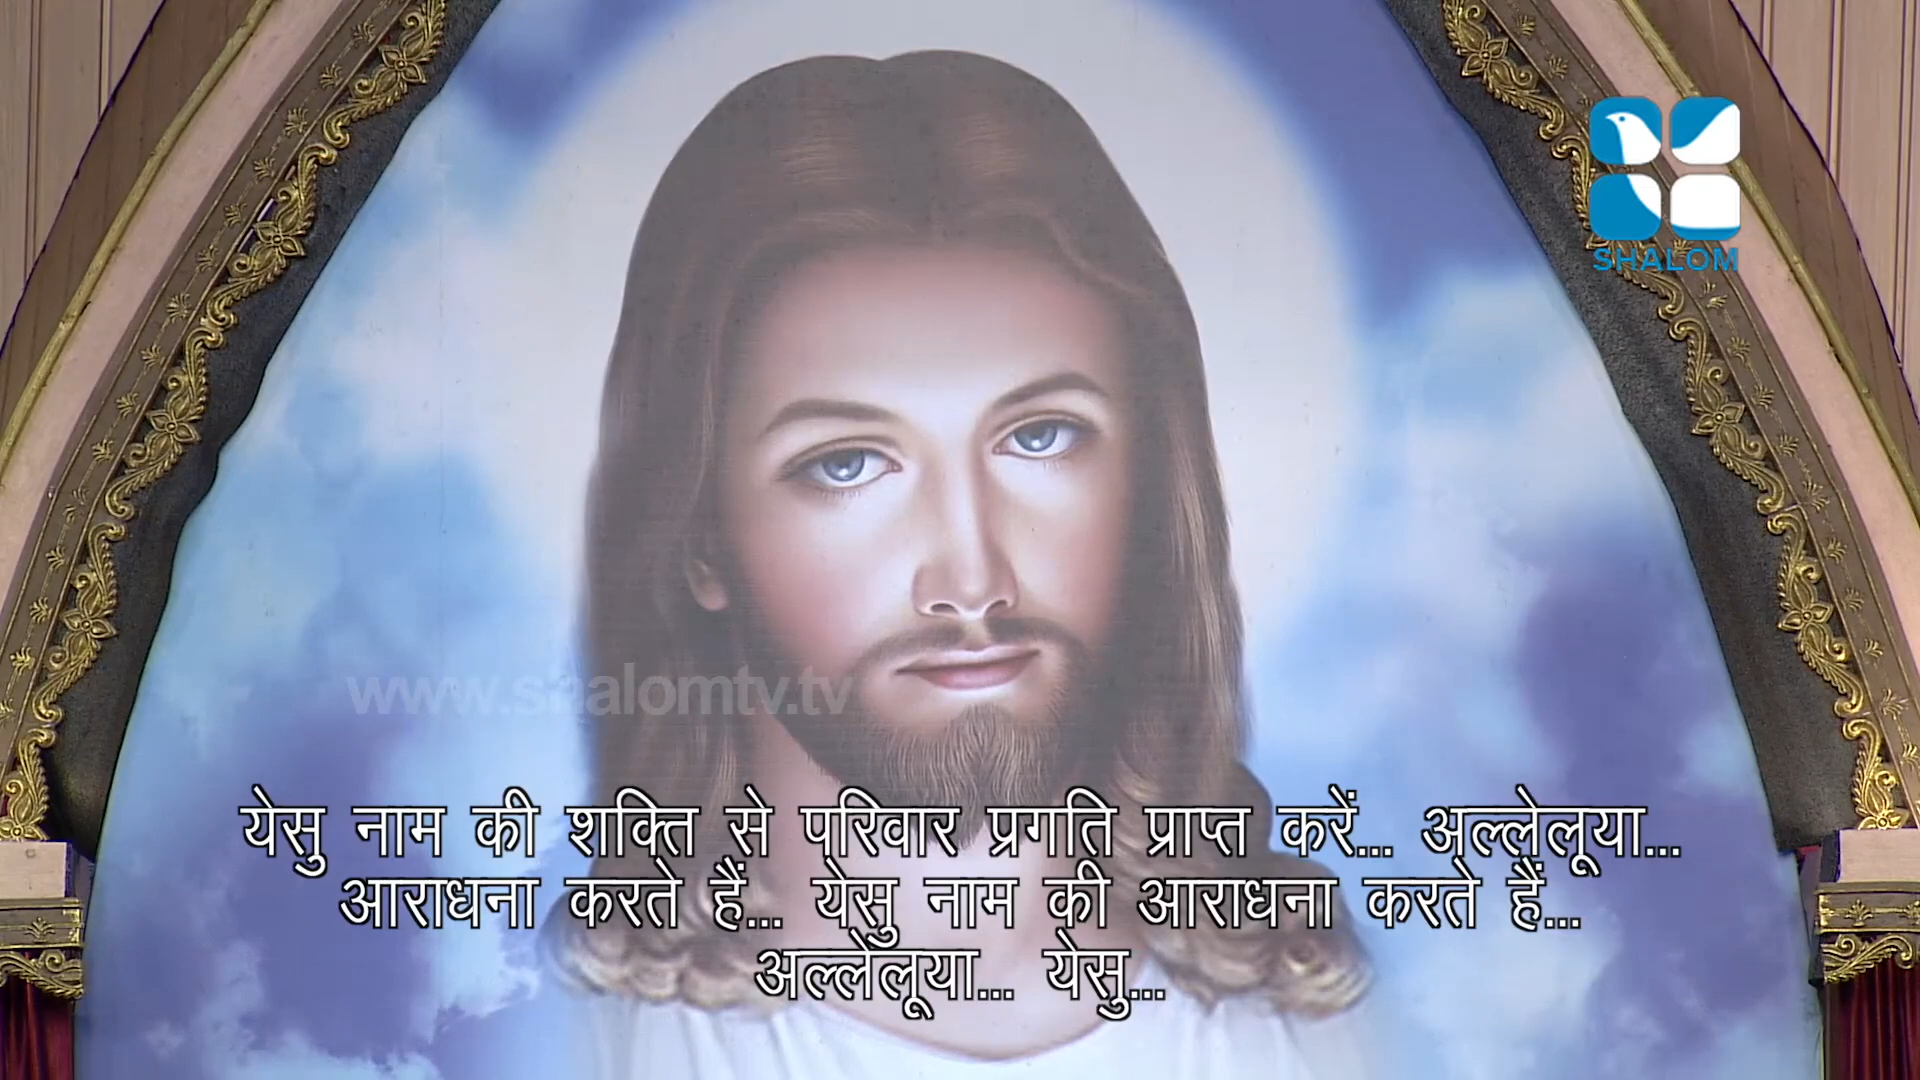 SHALOM
www.shalomtv.tv
येसु नाम की शक्ति से परिवार प्रगति प्राप्त करें... अल्लेलूया...
आराधना करते हैं... येसु नाम की आराधना करते हैं...
अल्लेलूया... येसु...